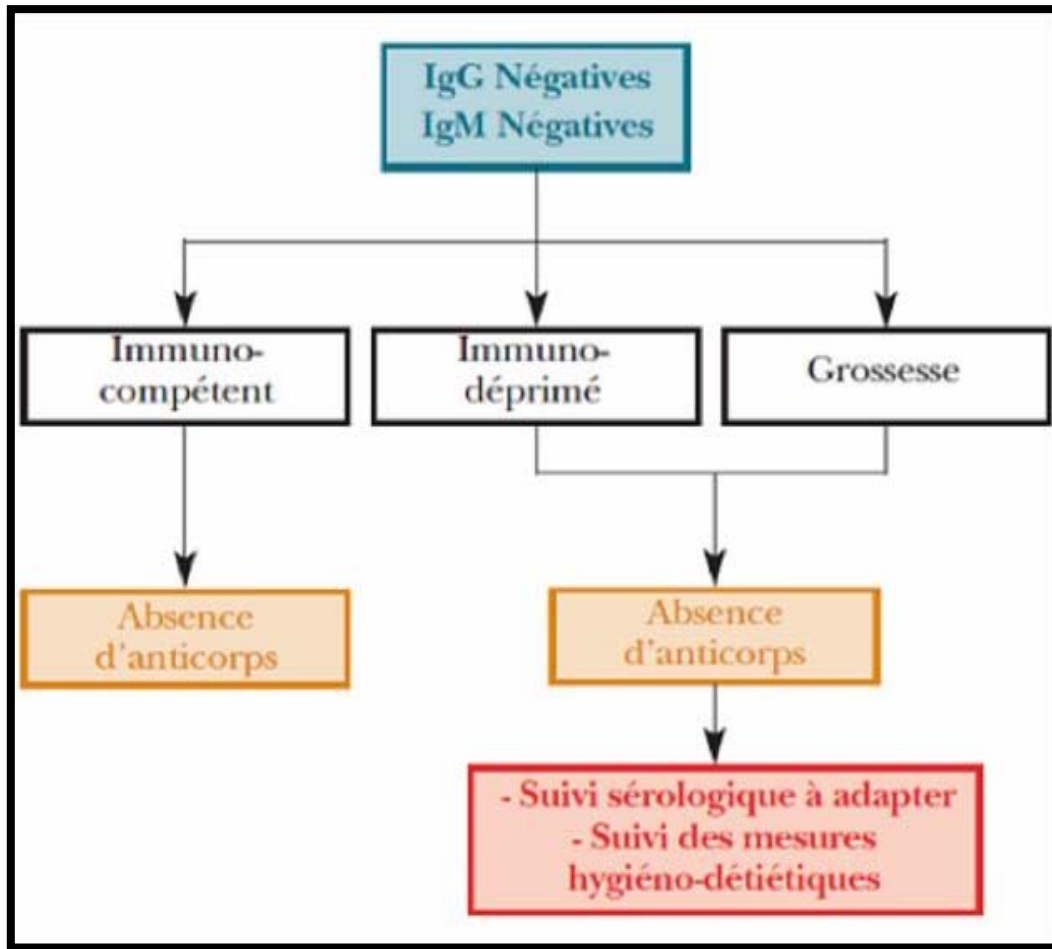 IgG Négatives
IgM Négatives
Immuno-
compétent
Immuno-
déprimé
Grossesse
Absence
d'anticorps
Absence
d'anticorps
- Suivi sérologique à adapter
- Suivi des mesures
hygiéno-détiétiques